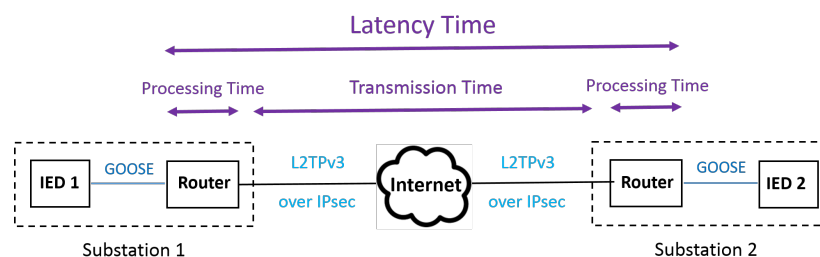 Latency Time
Processing Time
Transmission Time
Processing Time
IED 1
GOOSE
Router
L2TPv3
over IPsec
Internet
L2TPv3
over IPsec
Router
GOOSE
IED 2
Substation 1
Substation 2